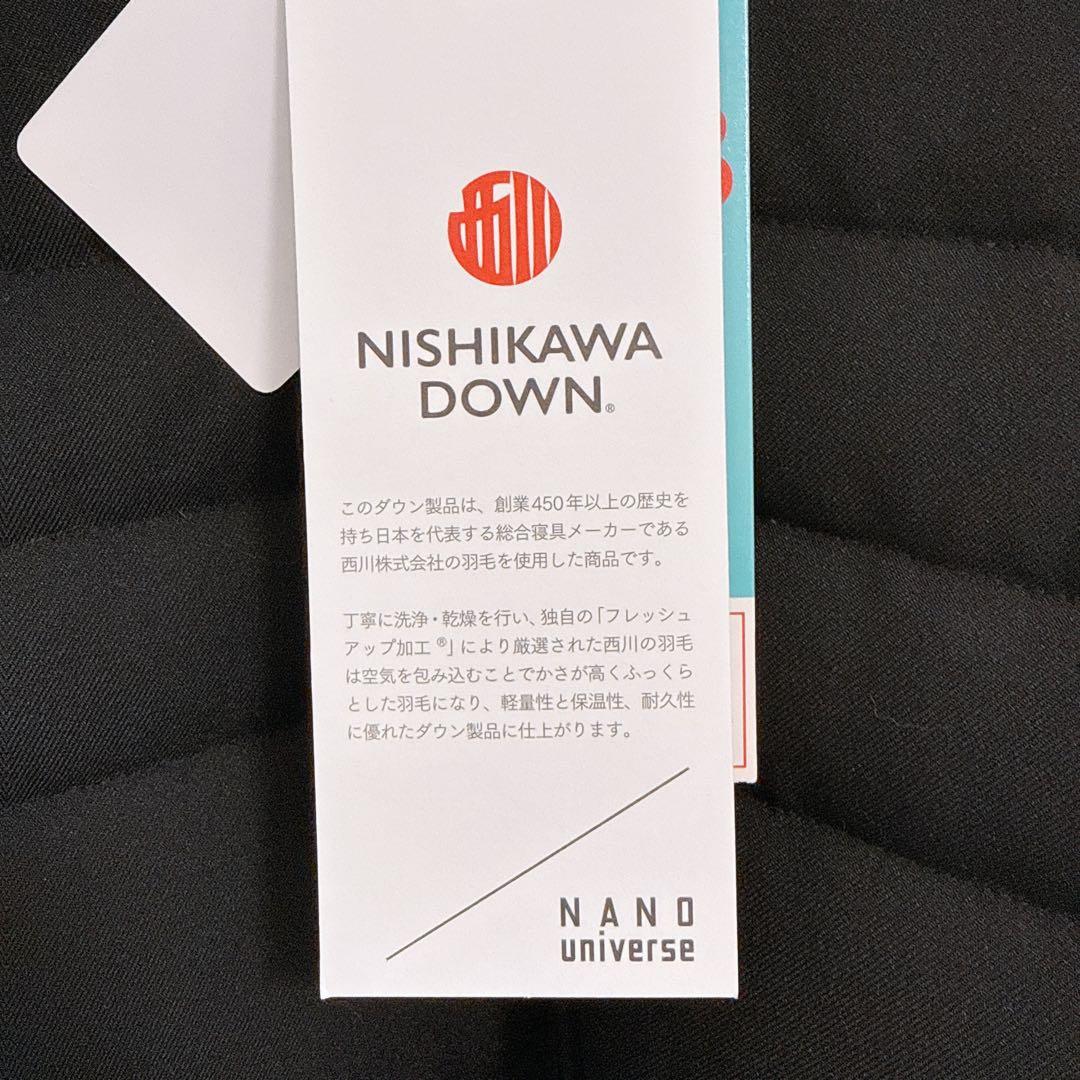 西川
NISHIKAWA
DOWN®
このダウン製品は、創業450年以上の歴史を
持ち日本を代表する総合寝具メーカーである
西川株式会社の羽毛を使用した商品です。
丁寧に洗浄・乾燥を行い、独自の「フレッシュ
アップ加工®」により厳選された西川の羽毛
は空気を包み込むことでかさが高くふっくら
とした羽毛になり、軽量性と保温性、耐久性
に優れたダウン製品に仕上がります。
NANO
universe